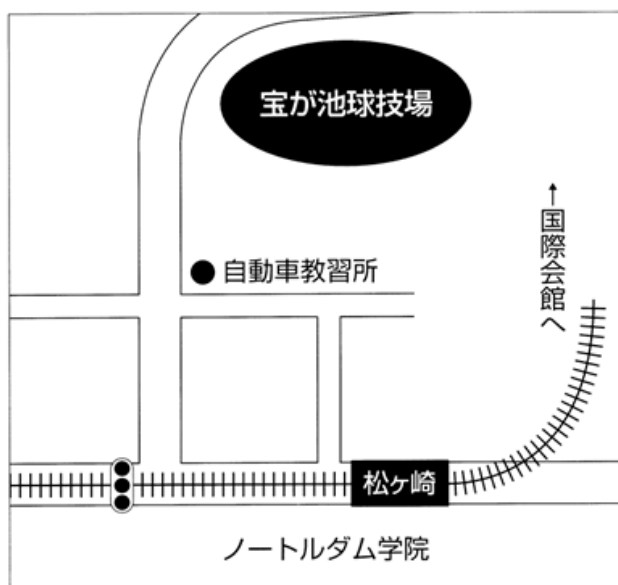 宝が池球技場
↑国際会館へ
自動車教習所
松ヶ崎
ノートルダム学院